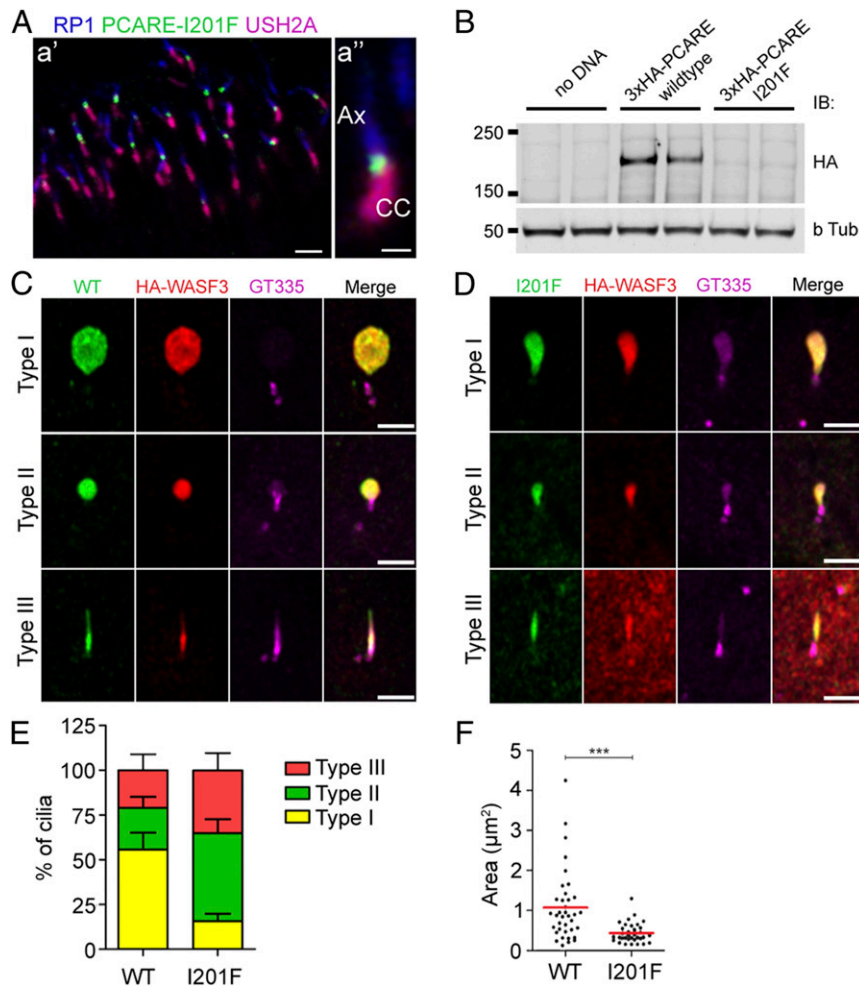 A
RP1 PCARE-I201F USH2A
a'
a"
Ax
CC
B
no DNA
3xHA-PCARE
wildtype
3xHA-PCARE
I201F
IB:
250
150
HA
50
b Tub
C
WT HA-WASF3 GT335 Merge
Type I
Type II
Type III
D
I201F HA-WASF3 GT335 Merge
Type I
Type II
Type III
E
% of cilia
125
100
75
50
25
0
WT I201F
Type III
Type II
Type I
F
Area (μm²)
5
4
3
2
1
0
***
WT I201F